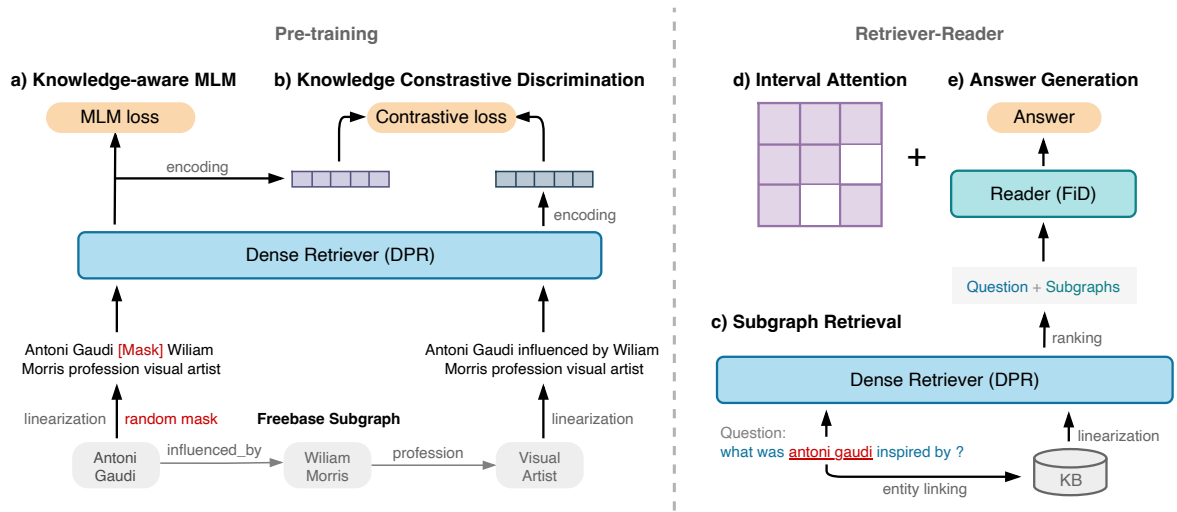 Pre-training
a) Knowledge-aware MLM
b) Knowledge Constrastive Discrimination
MLM loss
Contrastive loss
encoding
encoding
Dense Retriever (DPR)
Antoni Gaudi [Mask] Wiliam
Morris profession visual artist
Antoni Gaudi influenced by Wiliam
Morris profession visual artist
linearization
random mask
Freebase Subgraph
linearization
Antoni
Gaudi
influenced_by
Wiliam
Morris
profession
Visual
Artist
Retriever-Reader
d) Interval Attention
e) Answer Generation
Answer
+
Reader (FiD)
Question + Subgraphs
c) Subgraph Retrieval
ranking
Dense Retriever (DPR)
Question:
what was antoni gaudi inspired by ?
linearization
entity linking
KB